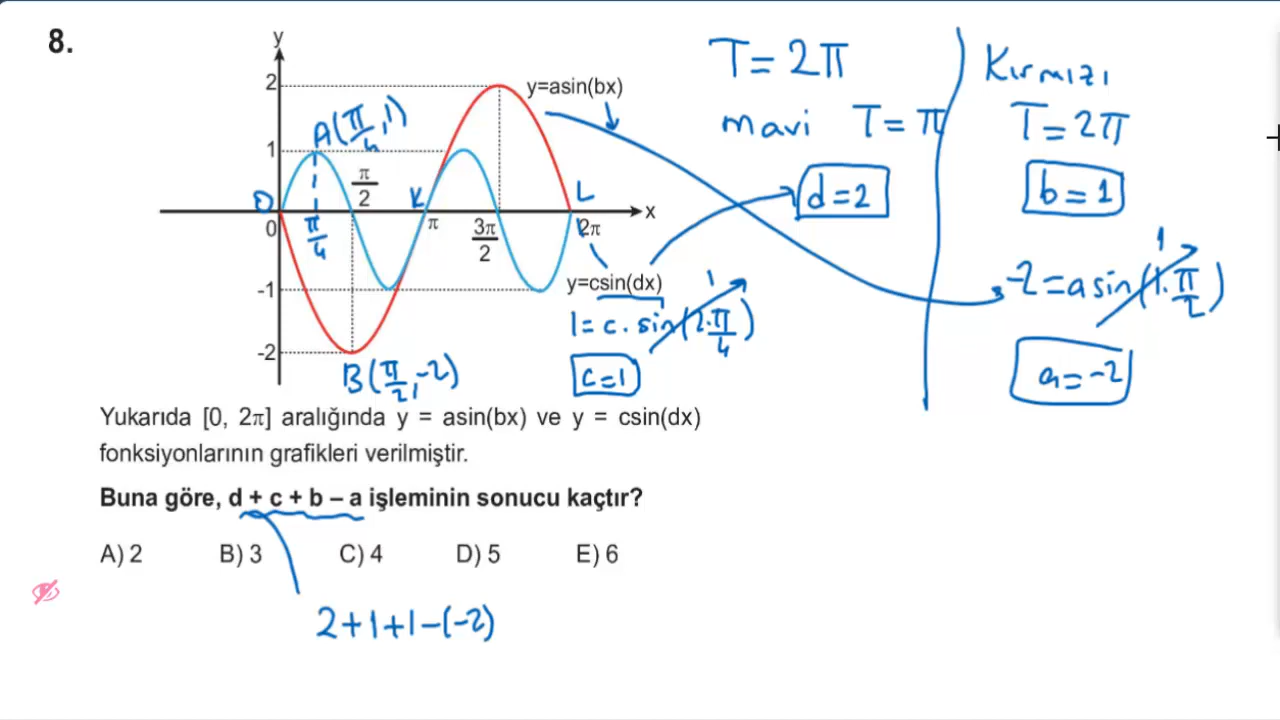 8.
y
2
1
0
-1
-2
x
π/2
π
3π/2
2π
y=asin(bx)
y=csin(dx)
O
A(π/4, 1)
π/4
K
L
B(π/2, -2)
T = 2π
mavi T = π
d = 2
1 = c. sin(2.π/4)
1
c=1
Kırmızı
T = 2π
b = 1
-2 = a sin(1.π/2)
1
a = -2
Yukarıda [0, 2π] aralığında y = asin(bx) ve y = csin(dx)
fonksiyonlarının grafikleri verilmiştir.
Buna göre, d + c + b – a işleminin sonucu kaçtır?
A) 2 B) 3 C) 4 D) 5 E) 6
2+1+1-(-2)